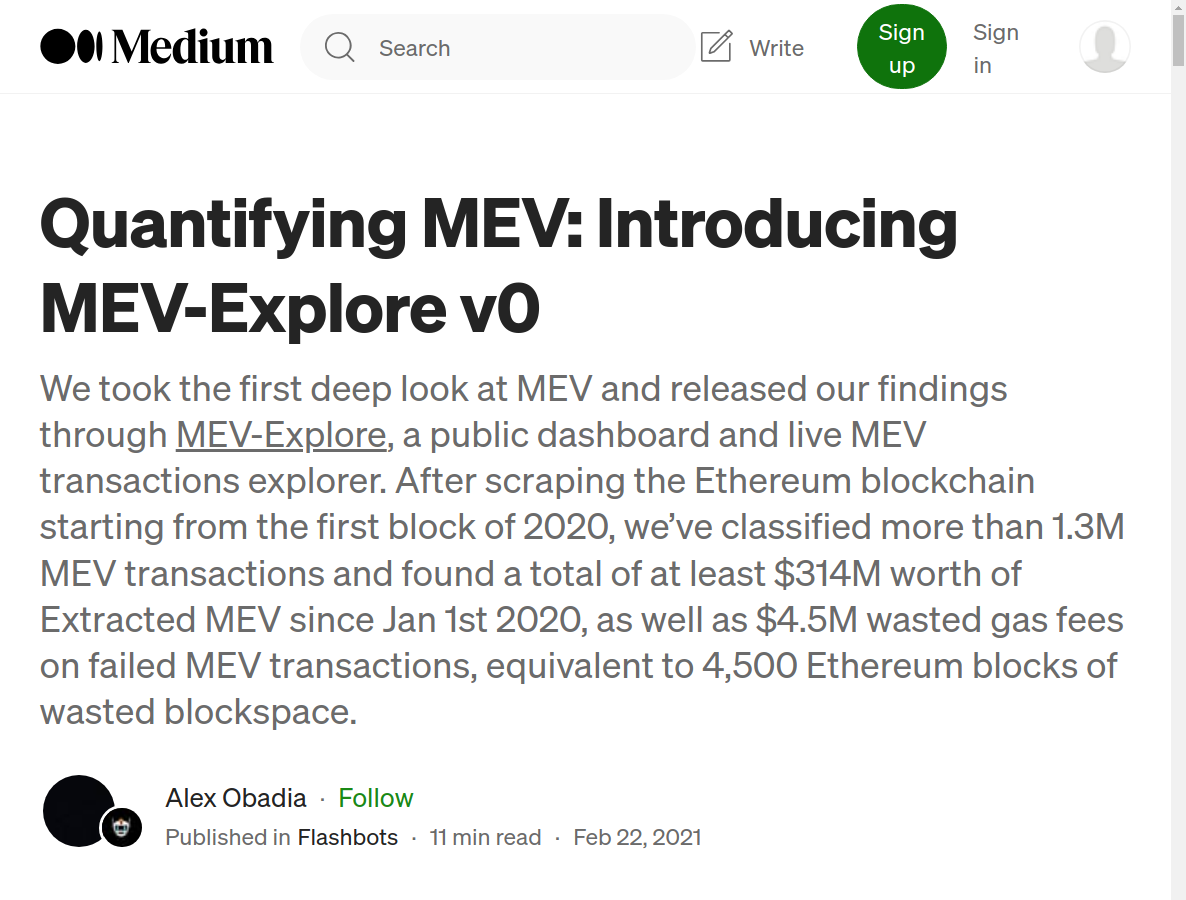 Medium
Search
Write
Sign up
Sign in
Quantifying MEV: Introducing
MEV-Explore v0
We took the first deep look at MEV and released our findings
through MEV-Explore, a public dashboard and live MEV
transactions explorer. After scraping the Ethereum blockchain
starting from the first block of 2020, we’ve classified more than 1.3M
MEV transactions and found a total of at least $314M worth of
Extracted MEV since Jan 1st 2020, as well as $4.5M wasted gas fees
on failed MEV transactions, equivalent to 4,500 Ethereum blocks of
wasted blockspace.
Alex Obadia · Follow
Published in Flashbots · 11 min read · Feb 22, 2021